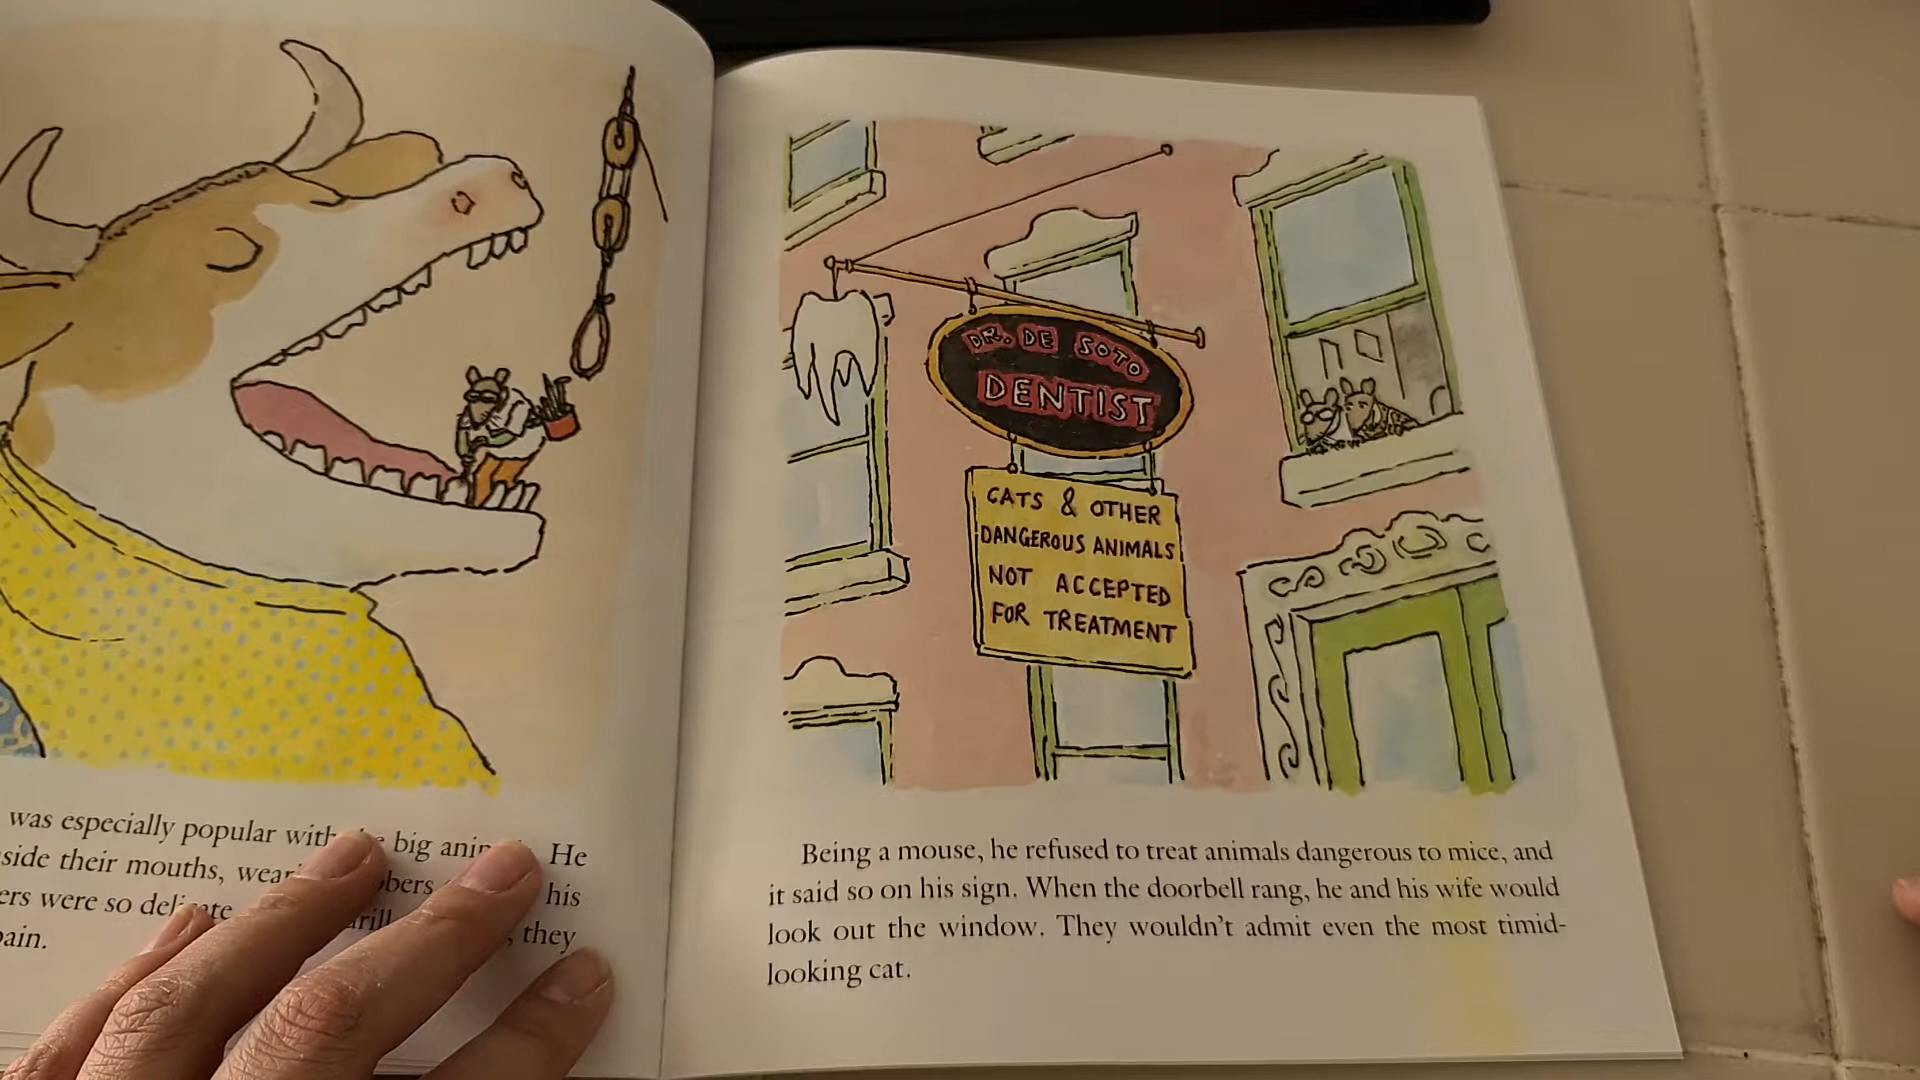 was especially popular with big He
side their mouths, his
ers were so they
pain.
DR. DE SOTO
DENTIST
CATS & OTHER
DANGEROUS ANIMALS
NOT ACCEPTED
FOR TREATMENT
Being a mouse, he refused to treat animals dangerous to mice, and
it said so on his sign. When the doorbell rang, he and his wife would
look out the window. They wouldn't admit even the most timid-
looking cat.